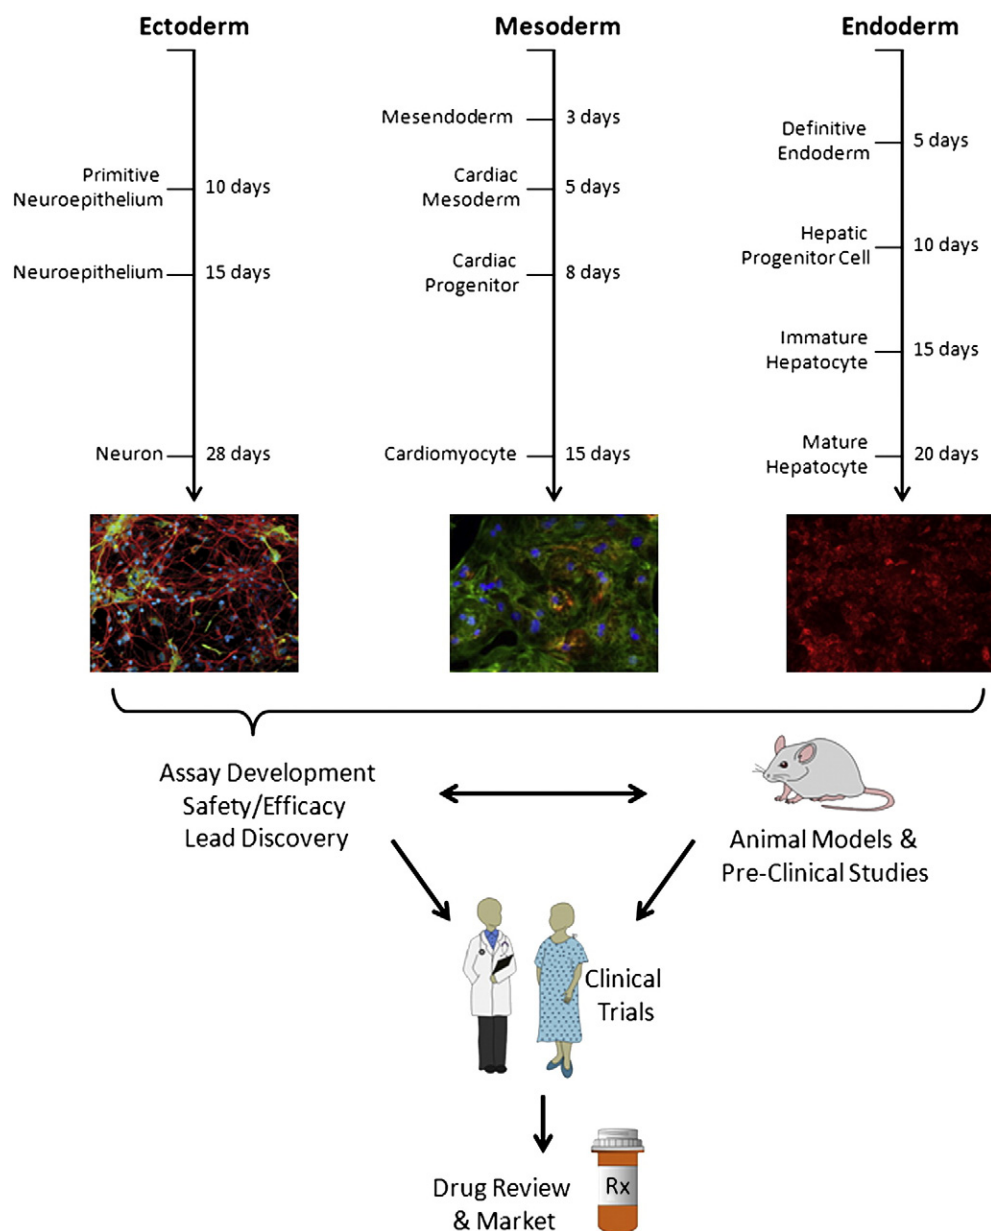 Ectoderm
Primitive
Neuroepithelium
10 days
Neuroepithelium
15 days
Neuron
28 days
Mesoderm
Mesendoderm
3 days
Cardiac
Mesoderm
5 days
Cardiac
Progenitor
8 days
Cardiomyocyte
15 days
Endoderm
Definitive
Endoderm
5 days
Hepatic
Progenitor Cell
10 days
Immature
Hepatocyte
15 days
Mature
Hepatocyte
20 days
Assay Development
Safety/Efficacy
Lead Discovery
Animal Models &
Pre-Clinical Studies
Clinical
Trials
Drug Review
& Market
Rx